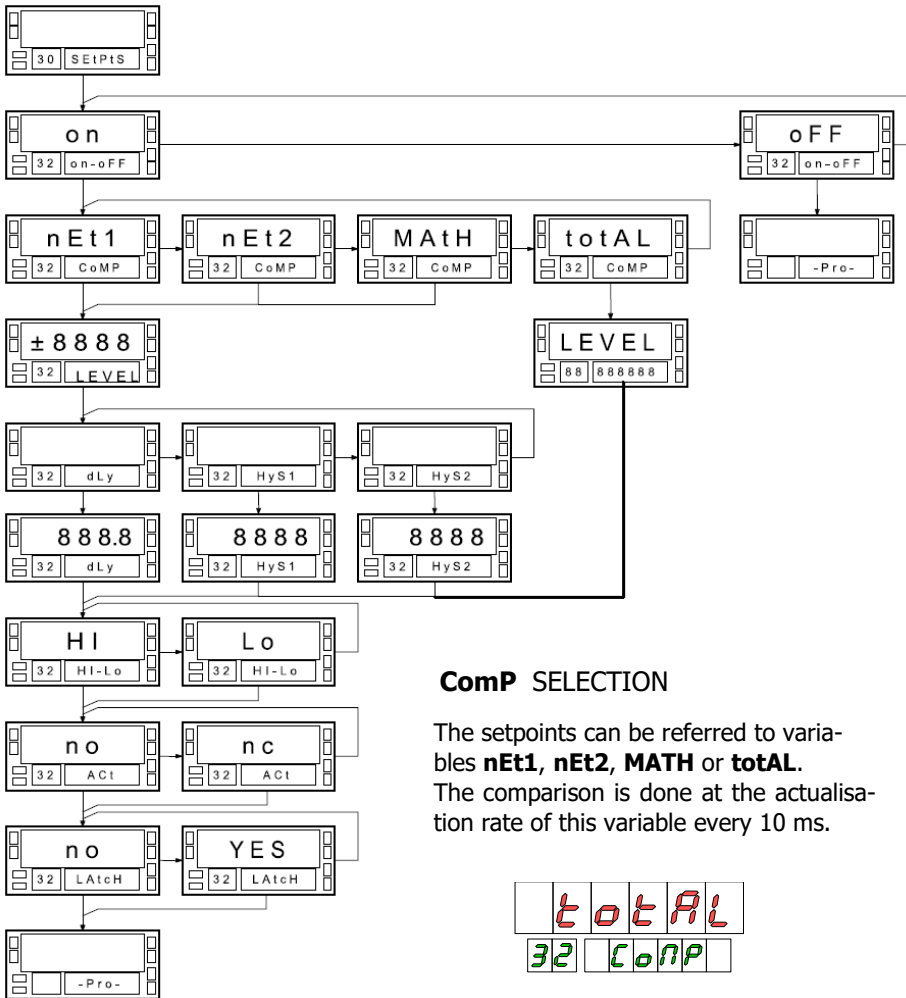 30 SEtPtS
on
32 on-oFF
oFF
32 on-oFF
nEt1
32 CoMP
nEt2
32 CoMP
MAtH
32 CoMP
totAL
32 CoMP
-Pro-
±8888
32 LEVEL
LEVEL
88 888888
32 dLy
32 HyS1
32 HyS2
888.8
32 dLy
8888
32 HyS1
8888
32 HyS2
HI
32 HI-Lo
Lo
32 HI-Lo
no
32 ACt
nc
32 ACt
no
32 LAtcH
YES
32 LAtcH
-Pro-
ComP SELECTION
The setpoints can be referred to varia-
bles nEt1, nEt2, MATH or totAL.
The comparison is done at the actualisa-
tion rate of this variable every 10 ms.
totAL
32 CoMP